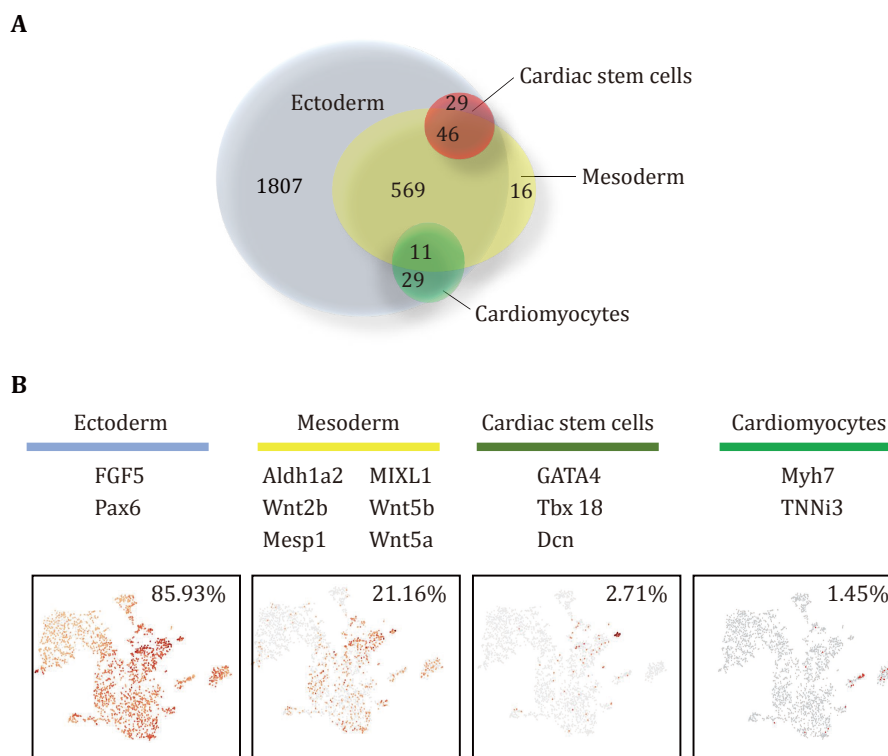 A
Cardiac stem cells
Ectoderm
29
46
Mesoderm
1807
569
16
11
29
Cardiomyocytes
B
Ectoderm
Mesoderm
Cardiac stem cells
Cardiomyocytes
FGF5
Aldh1a2 MIXL1
GATA4
Myh7
Pax6
Wnt2b Wnt5b
Tbx 18
TNNi3
Mesp1 Wnt5a
Dcn
85.93%
21.16%
2.71%
1.45%